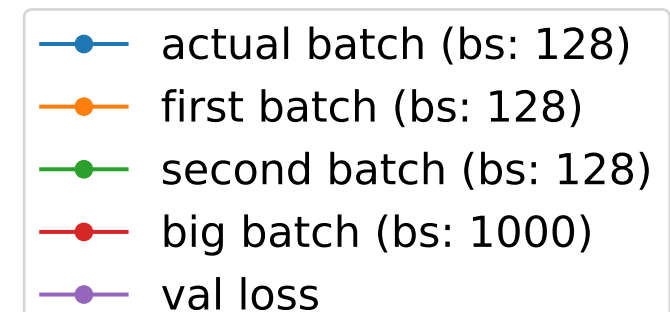 actual batch (bs: 128)
first batch (bs: 128)
second batch (bs: 128)
big batch (bs: 1000)
val loss